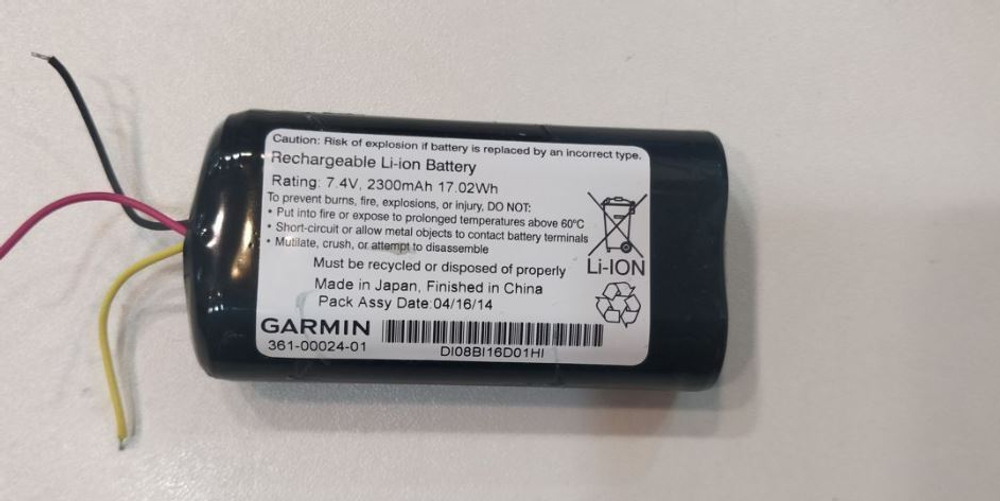 Caution: Risk of explosion if battery is replaced by an incorrect type.
Rechargeable Li-ion Battery
Rating: 7.4V, 2300mAh 17.02Wh
To prevent burns, fire, explosions, or injury, DO NOT:
• Put into fire or expose to prolonged temperatures above 60°C
• Short-circuit or allow metal objects to contact battery terminals
• Mutilate, crush, or attempt to disassemble
Must be recycled or disposed of properly
Li-ION
Made in Japan, Finished in China
Pack Assy Date:04/16/14
GARMIN
361-00024-01
DI08BI16D01HI